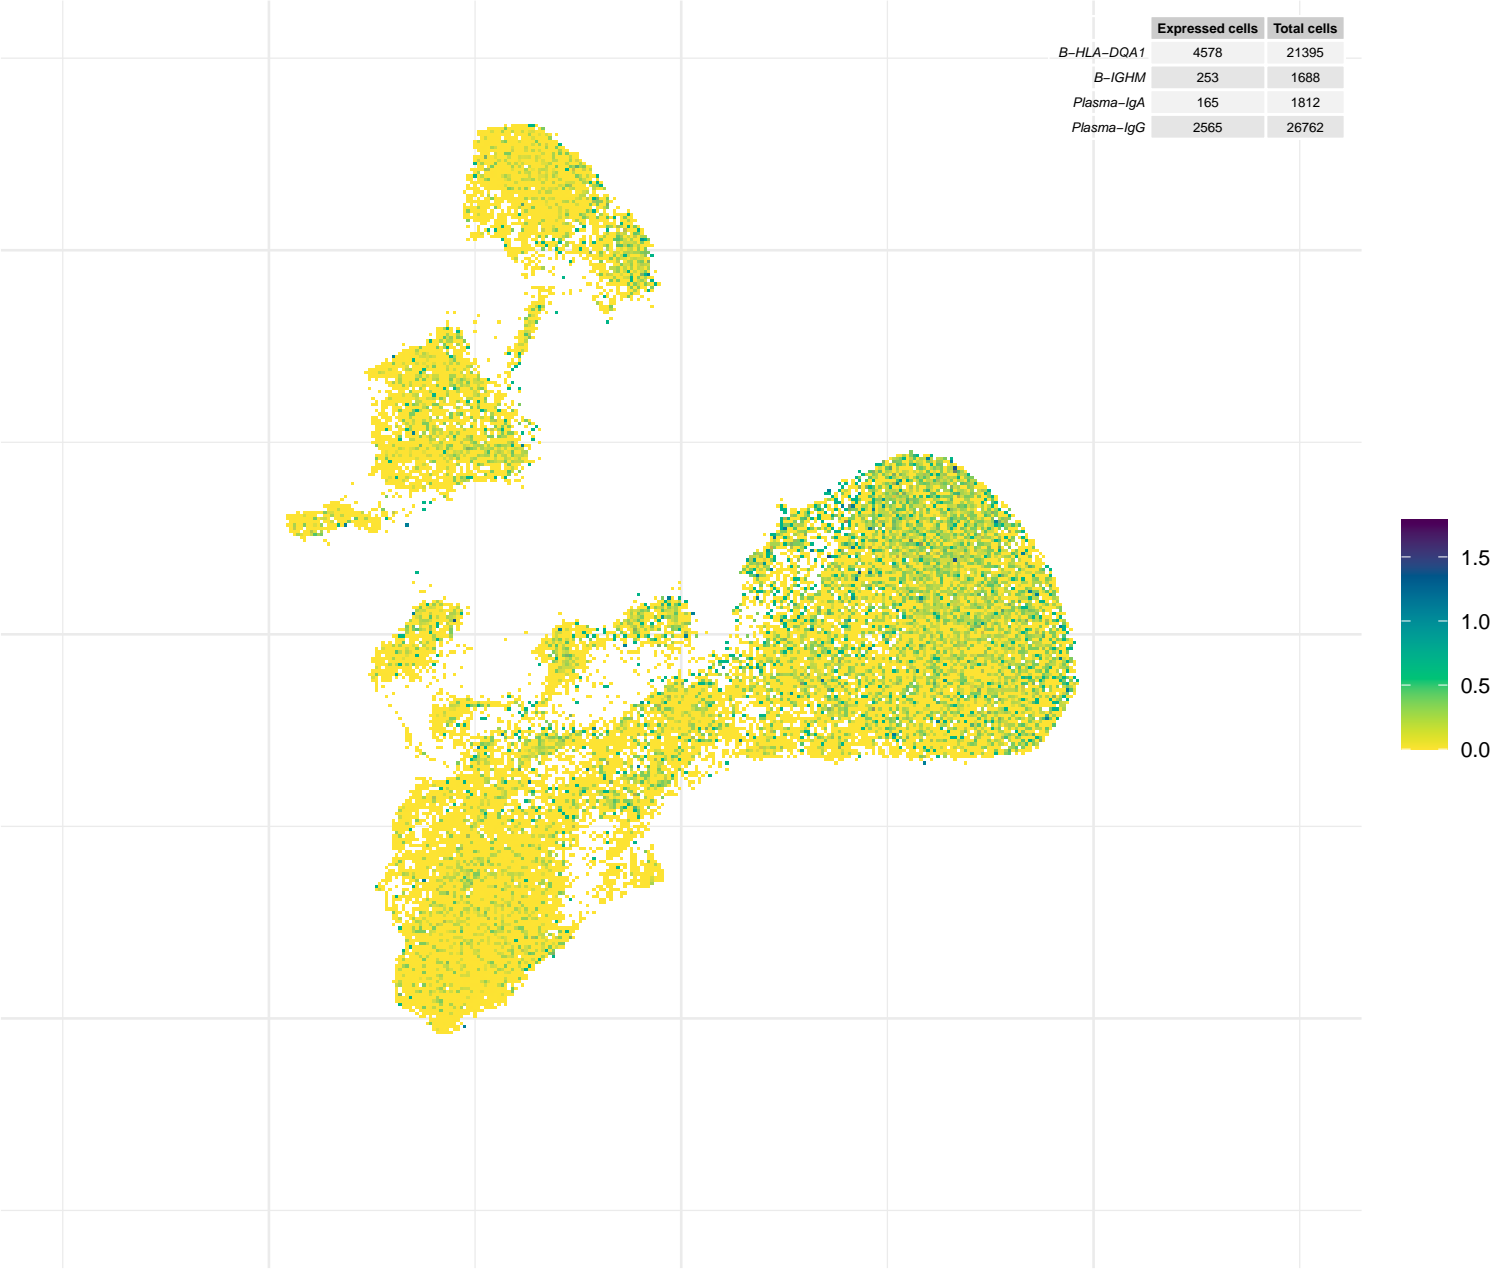 Expressed cells Total cells
B−HLA−DQA1 4578 21395
B−IGHM 253 1688
Plasma−IgA 165 1812
Plasma−IgG 2565 26762
1.5
1.0
0.5
0.0